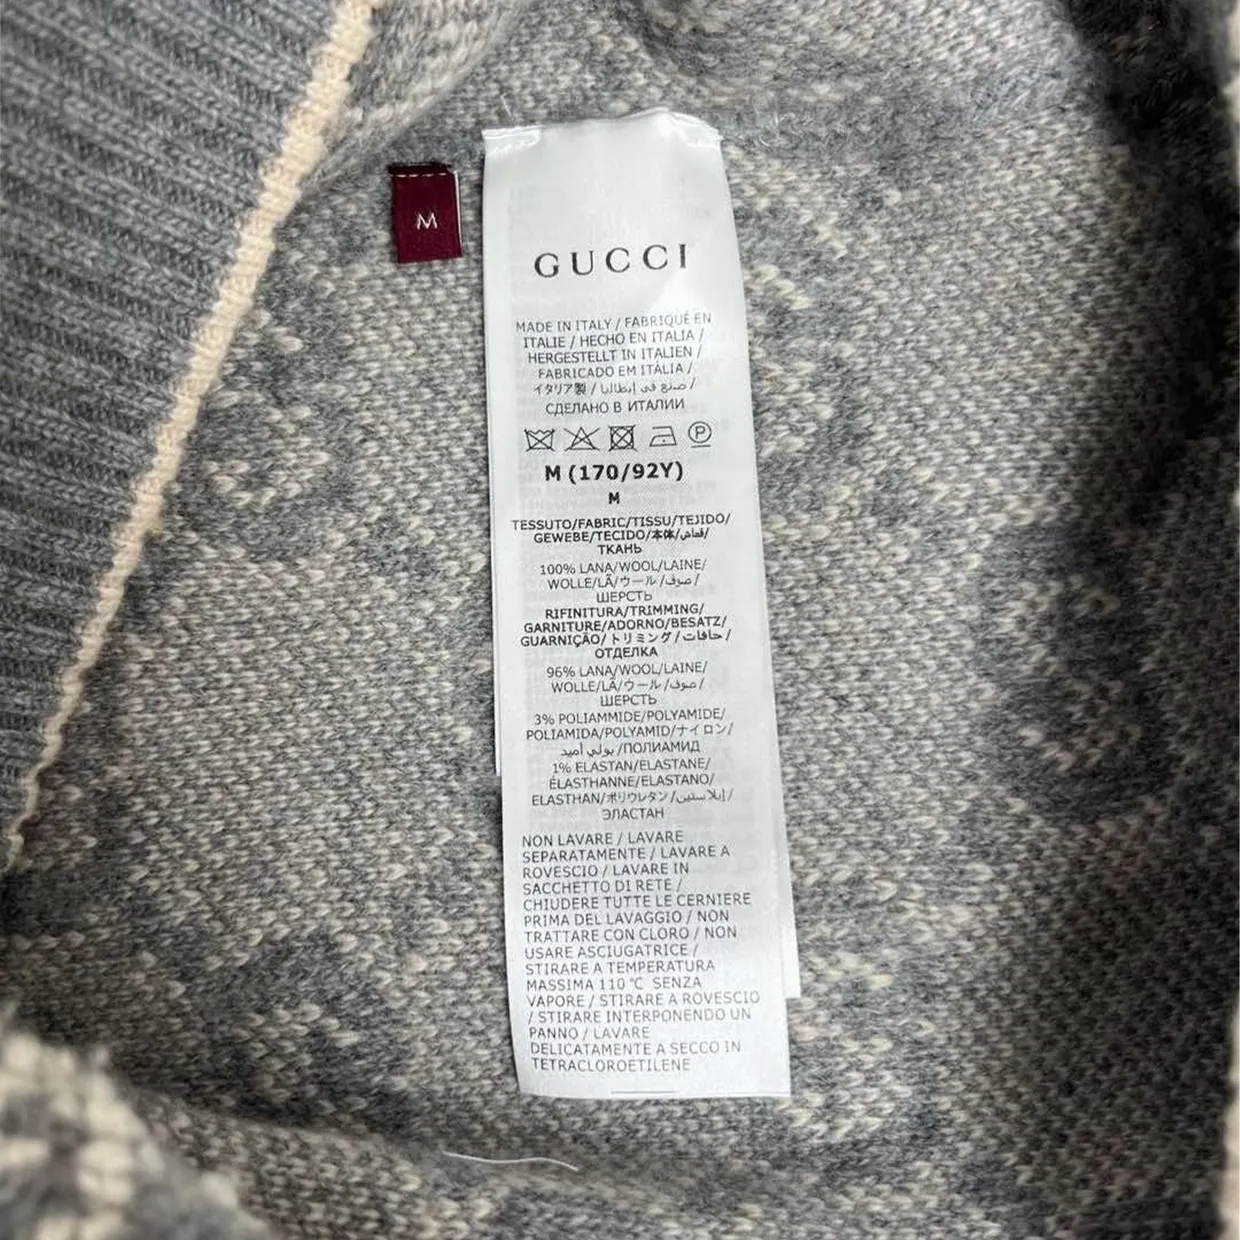 M
GUCCI
MADE IN ITALY / FABRIQUÉ EN
ITALIE / HECHO EN ITALIA /
HERGESTELLT IN ITALIEN /
FABRICADO EM ITÁLIA /
イタリア製 / صنع في إيطاليا /
СДЕЛАНО В ИТАЛИИ
P
M (170/92Y)
M
TESSUTO/FABRIC/TISSU/TEJIDO/
GEWEBE/TECIDO/本体/قماش/
ТКАНЬ
100% LANA/WOOL/LAINE/
WOLLE/LÃ/ウール/صوف/
ШЕРСТЬ
RIFINITURA/TRIMMING/
GARNITURE/ADORNO/BESATZ/
GUARNIÇÃO/トリミング/حافات/
ОТДЕЛКА
96% LANA/WOOL/LAINE/
WOLLE/LÃ/ウール/صوف/
ШЕРСТЬ
3% POLIAMMIDE/POLYAMIDE/
POLIAMIDA/POLYAMID/ナイロン/
بولي أميد/ПОЛИАМИД
1% ELASTAN/ELASTANE/
ÉLASTHANNE/ELASTANO/
ELASTHAN/ポリウレタン/إيلاستين/
ЭЛАСТАН
NON LAVARE / LAVARE
SEPARATAMENTE / LAVARE A
ROVESCIO / LAVARE IN
SACCHETTO DI RETE /
CHIUDERE TUTTE LE CERNIERE
PRIMA DEL LAVAGGIO / NON
TRATTARE CON CLORO / NON
USARE ASCIUGATRICE /
STIRARE A TEMPERATURA
MASSIMA 110 °C SENZA
VAPORE / STIRARE A ROVESCIO
/ STIRARE INTERPONENDO UN
PANNO / LAVARE
DELICATAMENTE A SECCO IN
TETRACLOROETILENE